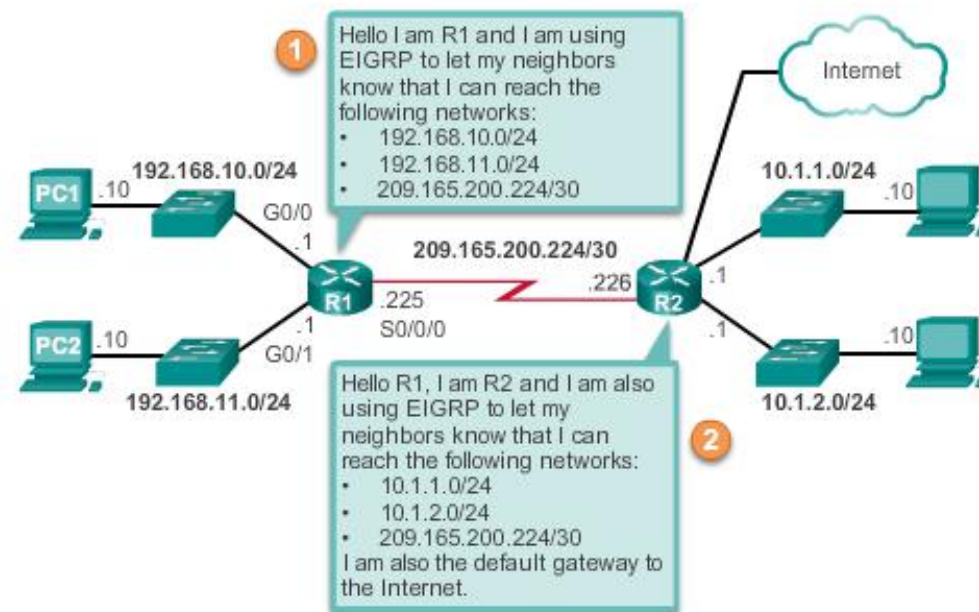 1
Hello I am R1 and I am using
EIGRP to let my neighbors
know that I can reach the
following networks:
• 192.168.10.0/24
• 192.168.11.0/24
• 209.165.200.224/30
Internet
192.168.10.0/24
10.1.1.0/24
PC1
.10
.10
G0/0
.1
209.165.200.224/30
.1
R1
.225
.226
R2
S0/0/0
.1
.1
PC2
.10
.10
G0/1
192.168.11.0/24
10.1.2.0/24
Hello R1, I am R2 and I am also
using EIGRP to let my
neighbors know that I can
reach the following networks:
• 10.1.1.0/24
• 10.1.2.0/24
• 209.165.200.224/30
I am also the default gateway to
the Internet.
2